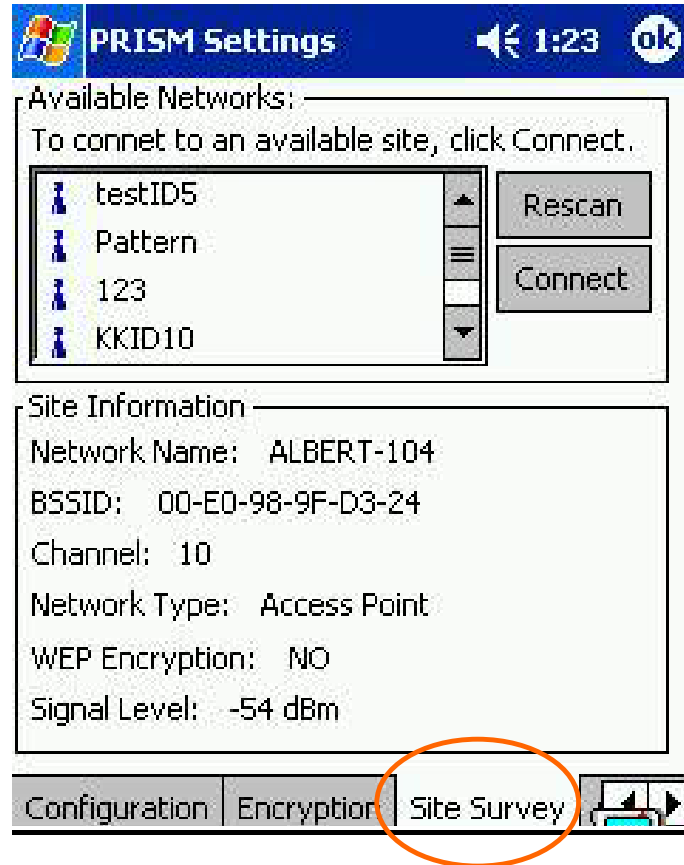 PRISM Settings 1:23 ok
Available Networks:
To connet to an available site, click Connect.
testID5
Pattern
123
KKID10
Rescan
Connect
Site Information
Network Name: ALBERT-104
BSSID: 00-E0-98-9F-D3-24
Channel: 10
Network Type: Access Point
WEP Encryption: NO
Signal Level: -54 dBm
Configuration Encryption Site Survey